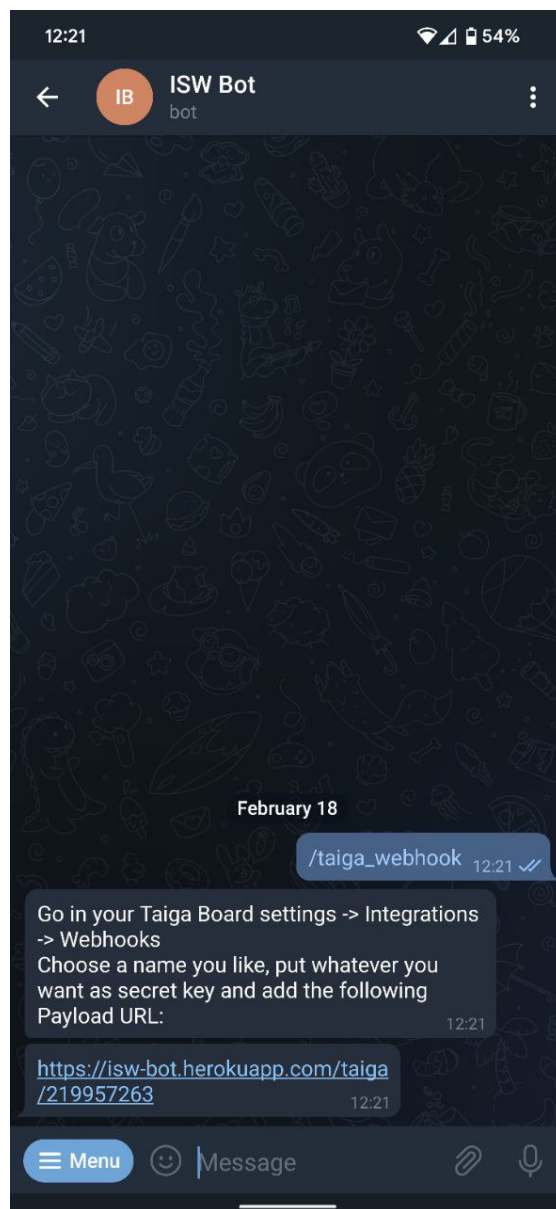 12:21
54%
IB
ISW Bot
bot
February 18
/taiga_webhook 12:21
Go in your Taiga Board settings -> Integrations
-> Webhooks
Choose a name you like, put whatever you
want as secret key and add the following
Payload URL:
12:21
https://isw-bot.herokuapp.com/taiga
/219957263
12:21
Menu
Message